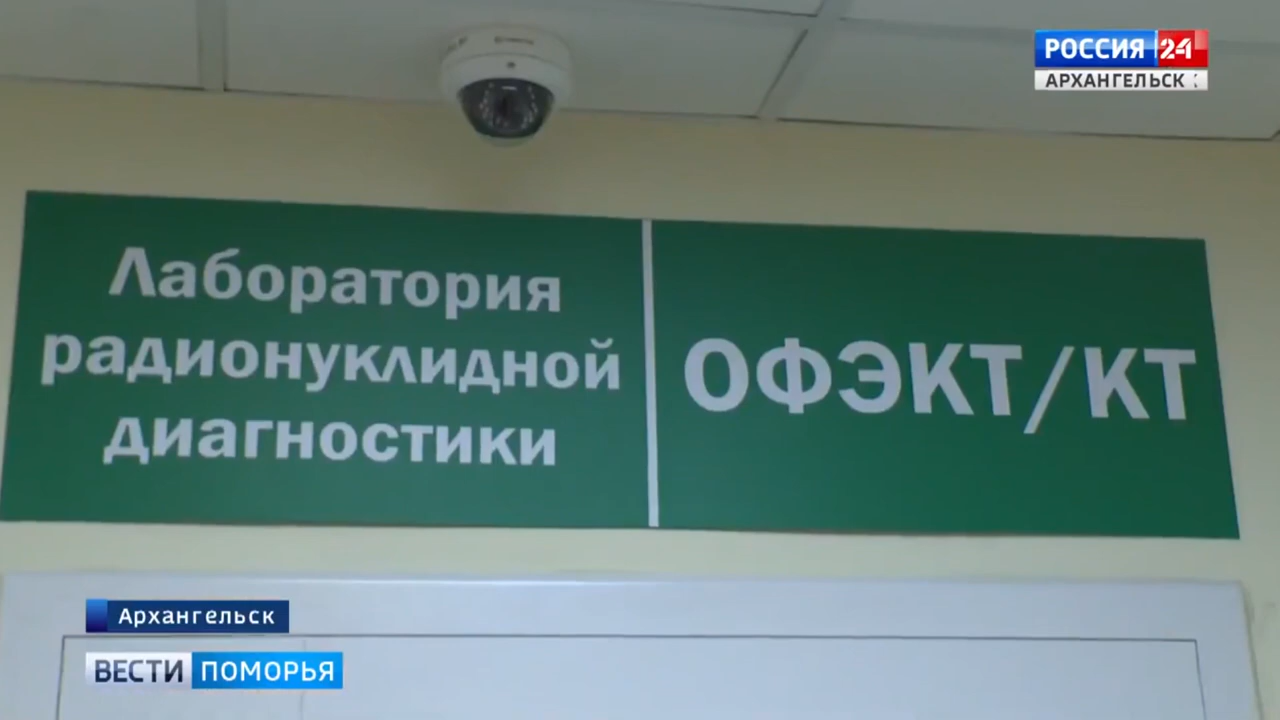 РОССИЯ 24
АРХАНГЕЛЬСК
Лаборатория
радионуклидной
диагностики
ОФЭКТ/КТ
Архангельск
ВЕСТИ ПОМОРЬЯ